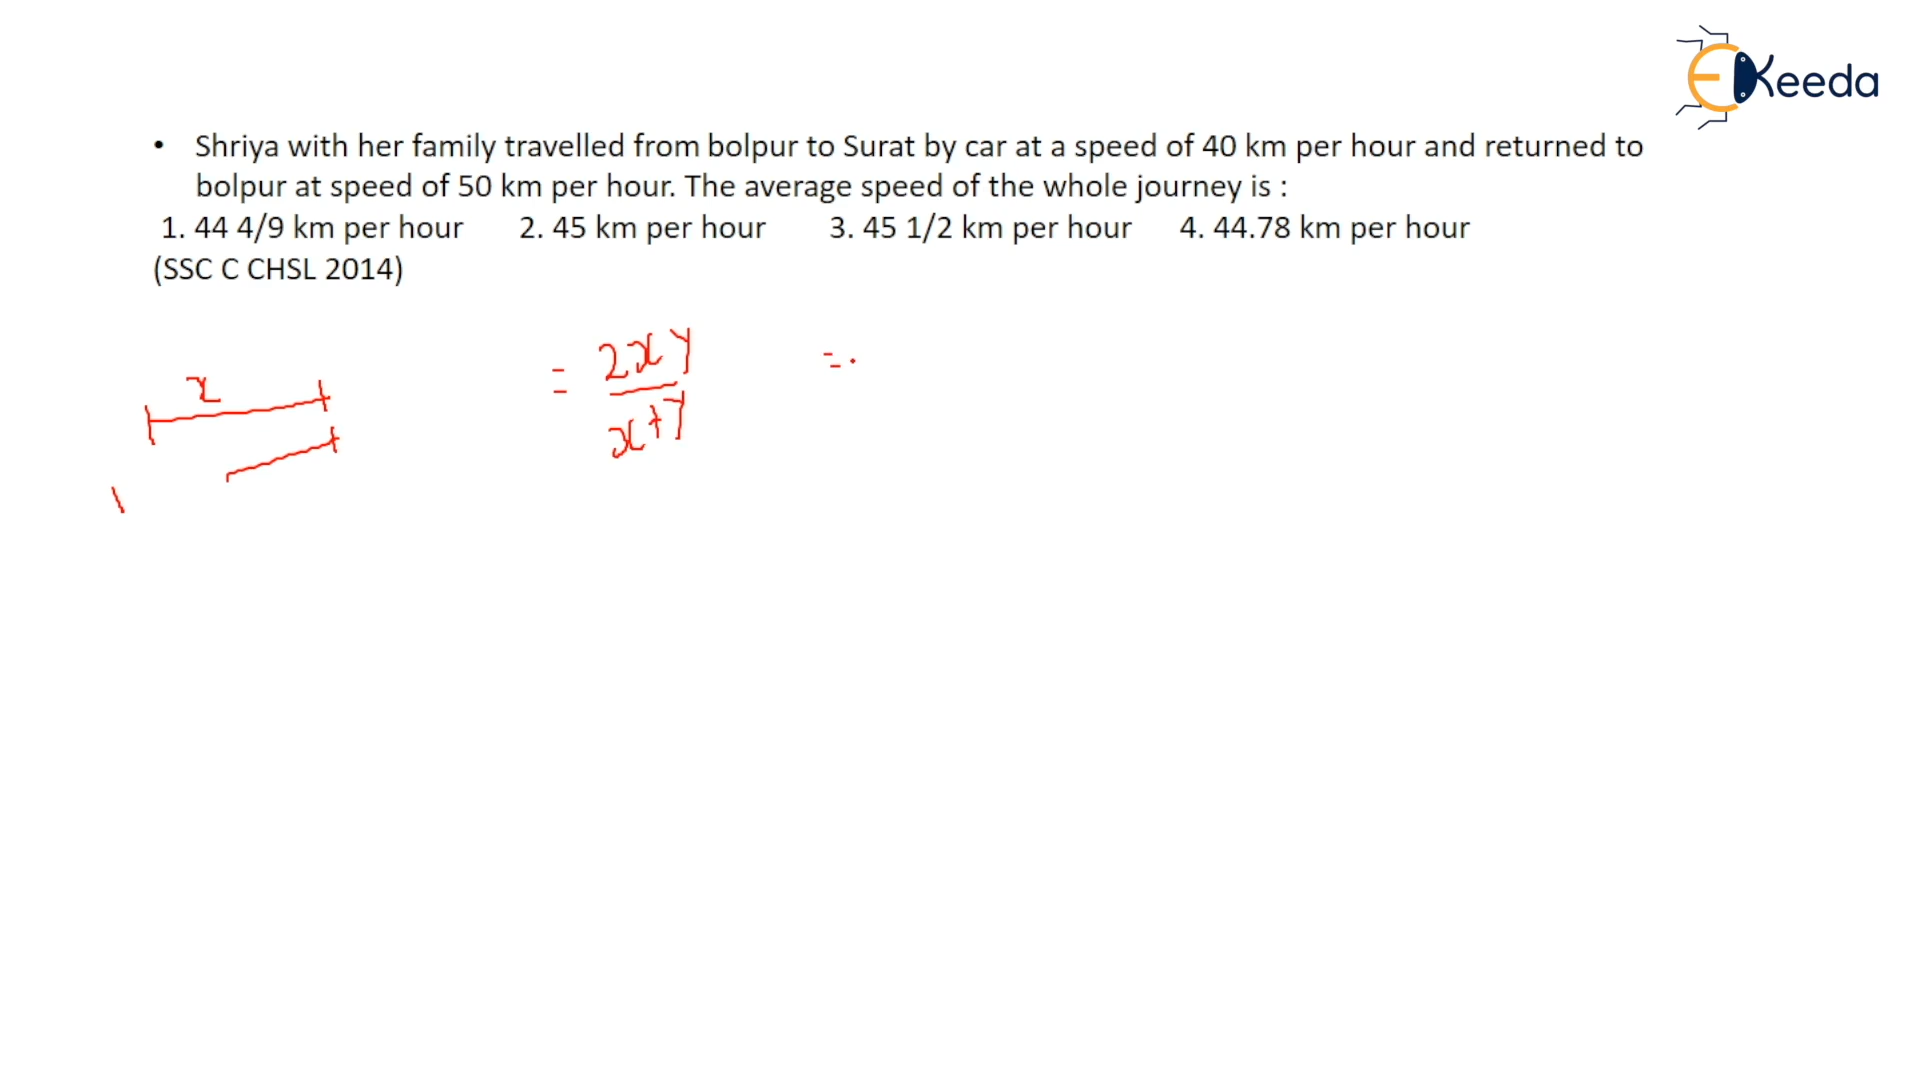 EKeeda
• Shriya with her family travelled from bolpur to Surat by car at a speed of 40 km per hour and returned to
bolpur at speed of 50 km per hour. The average speed of the whole journey is :
1. 44 4/9 km per hour 2. 45 km per hour 3. 45 1/2 km per hour 4. 44.78 km per hour
(SSC C CHSL 2014)
x
= 2xy
x+y
=